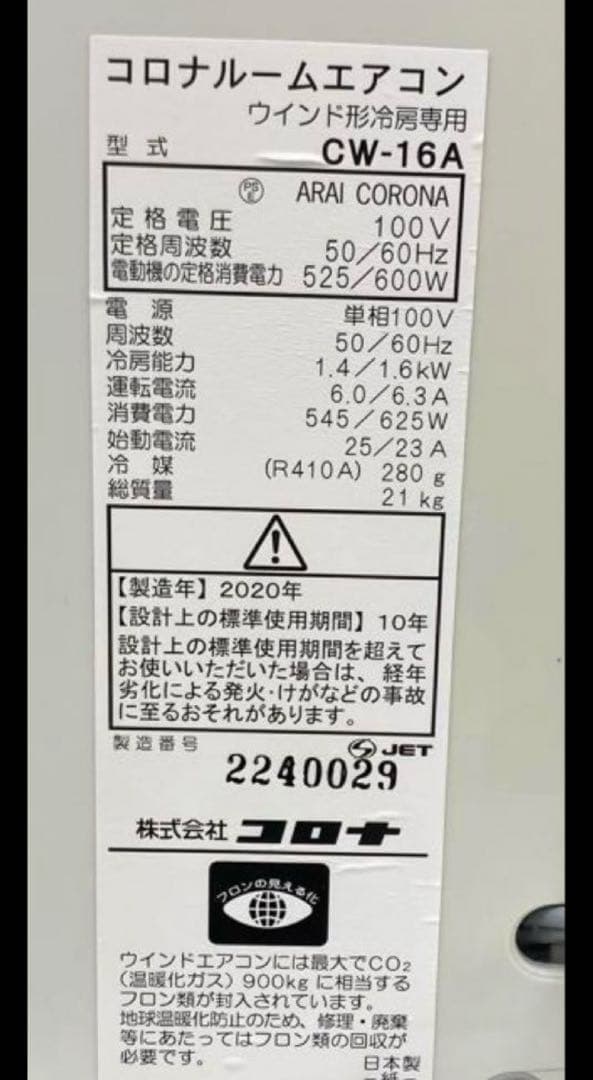 コロナルームエアコン
ウインド形冷房専用
型式 CW-16A
PS E ARAI CORONA
定格電圧 100V
定格周波数 50/60Hz
電動機の定格消費電力 525/600W
電源 単相100V
周波数 50/60Hz
冷房能力 1.4/1.6kW
運転電流 6.0/6.3A
消費電力 545/625W
始動電流 25/23A
冷媒 (R410A) 280g
総質量 21kg
【製造年】2020年
【設計上の標準使用期間】10年
設計上の標準使用期間を超えて
お使いいただいた場合は、経年
劣化による発火・けがなどの事故
に至るおそれがあります。
製造番号 JET
2240029
株式会社コロナ
フロンの見える化
ウインドエアコンには最大でCO₂
(温暖化ガス)900kgに相当する
フロン類が封入されています。
地球温暖化防止のため、修理・廃棄
等にあたってはフロン類の回収が
必要です。
日本製
-紙-